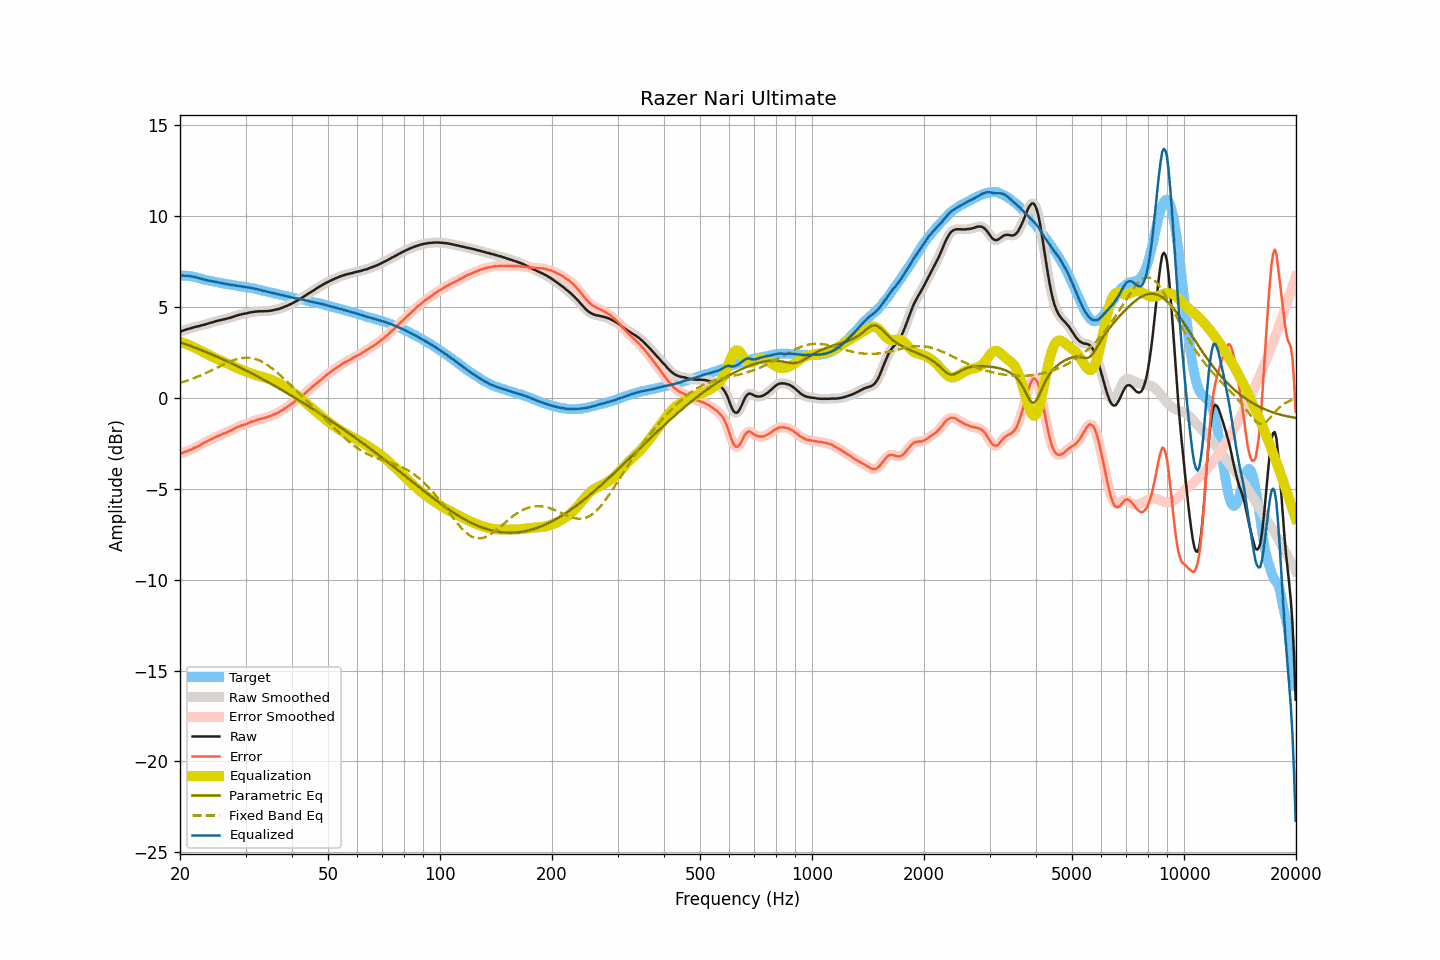 Razer Nari Ultimate
15
10
5
0
−5
−10
−15
−20
−25
Amplitude (dBr)
Target
Raw Smoothed
Error Smoothed
Raw
Error
Equalization
Parametric Eq
Fixed Band Eq
Equalized
20 50 100 200 500 1000 2000 5000 10000 20000
Frequency (Hz)